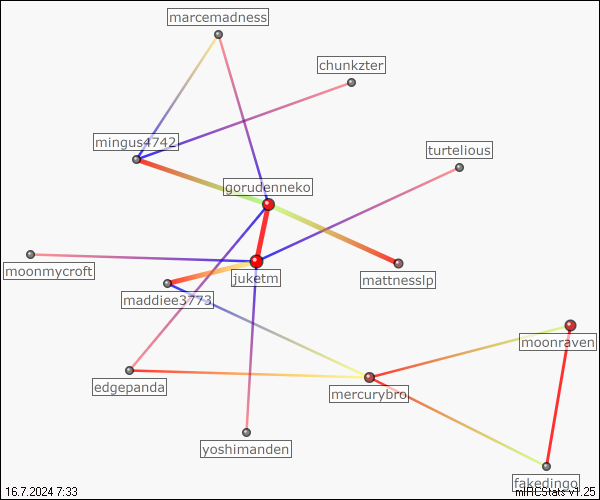 marcemadness
chunkzter
mingus4742
turtelious
gorudenneko
moonmycroft
juketm
mattnesslp
maddiee3773
moonraven
edgepanda
mercurybro
yoshimanden
fakedingo
16.7.2024 7:33
mIRCStats v1.25